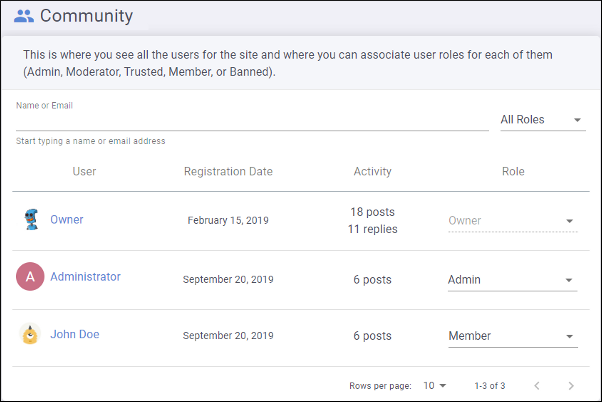 Community
This is where you see all the users for the site and where you can associate user roles for each of them
(Admin, Moderator, Trusted, Member, or Banned).
Name or Email
All Roles
Start typing a name or email address
User Registration Date Activity Role
Owner February 15, 2019 18 posts Owner
11 replies
A Administrator September 20, 2019 6 posts Admin
John Doe September 20, 2019 6 posts Member
Rows per page: 10 1-3 of 3